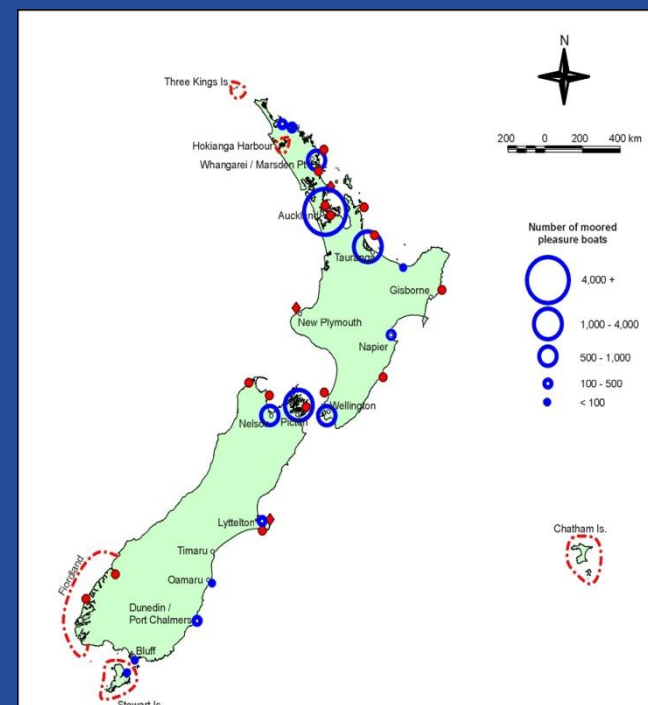 N
Three Kings Is
Hokianga Harbour
Whangarei / Marsden Pt
200 0 200 400 km
Auckland
Tauranga
Gisborne
New Plymouth
Napier
Number of moored
pleasure boats
4,000 +
1,000 - 4,000
500 - 1,000
100 - 500
< 100
Wellington
Nelson
Picton
Lyttelton
Chatham Is.
Timaru
Fiordland
Oamaru
Dunedin /
Port Chalmers
Bluff
Stewart Is